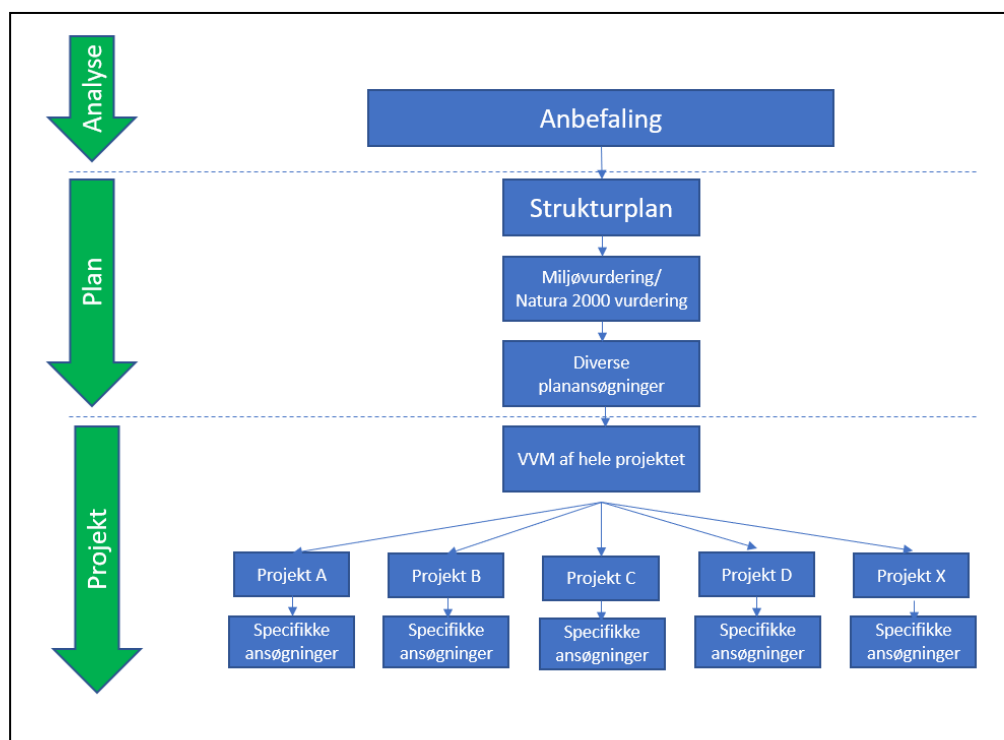 Analyse
Anbefaling
Plan
Strukturplan
Miljøvurdering/
Natura 2000 vurdering
Diverse
planansøgninger
Projekt
VVM af hele projektet
Projekt A
Projekt B
Projekt C
Projekt D
Projekt X
Specifikke
ansøgninger
Specifikke
ansøgninger
Specifikke
ansøgninger
Specifikke
ansøgninger
Specifikke
ansøgninger